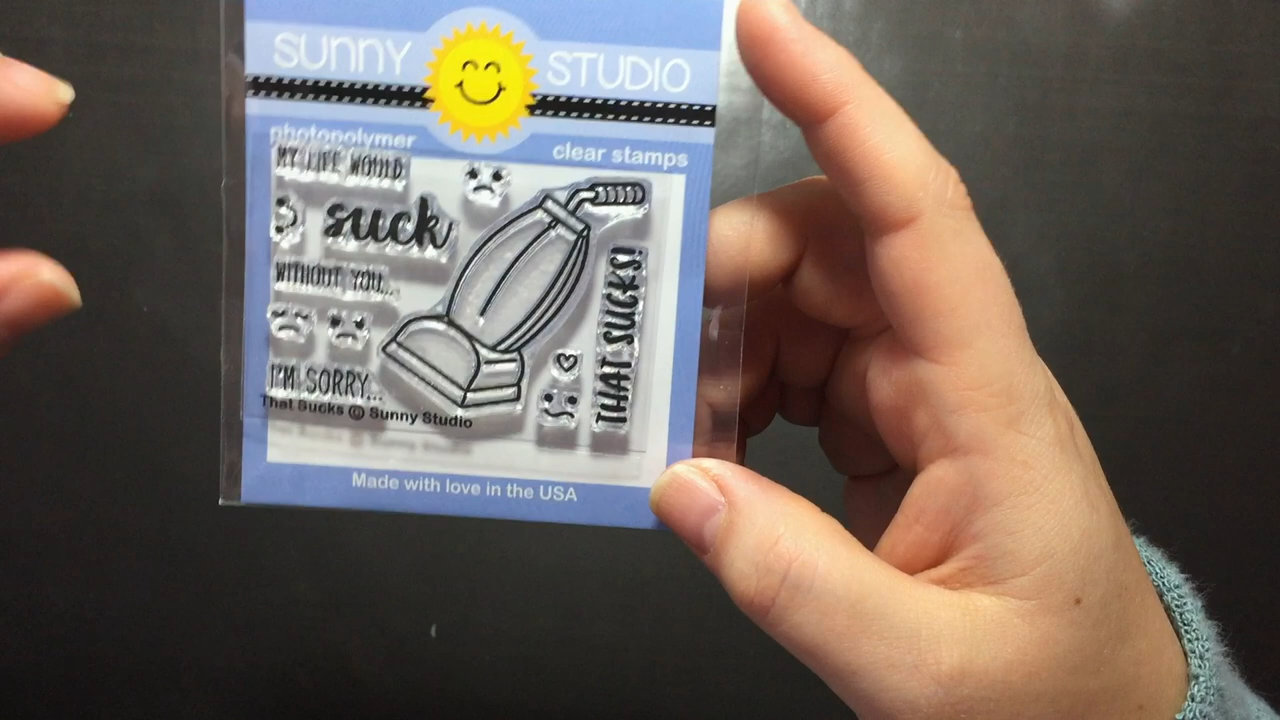 SUNNY STUDIO
photopolymer clear stamps
MY LIFE WOULD
suck
WITHOUT YOU...
I'M SORRY...
THAT SUCKS!
That Sucks © Sunny Studio
Made with love in the USA